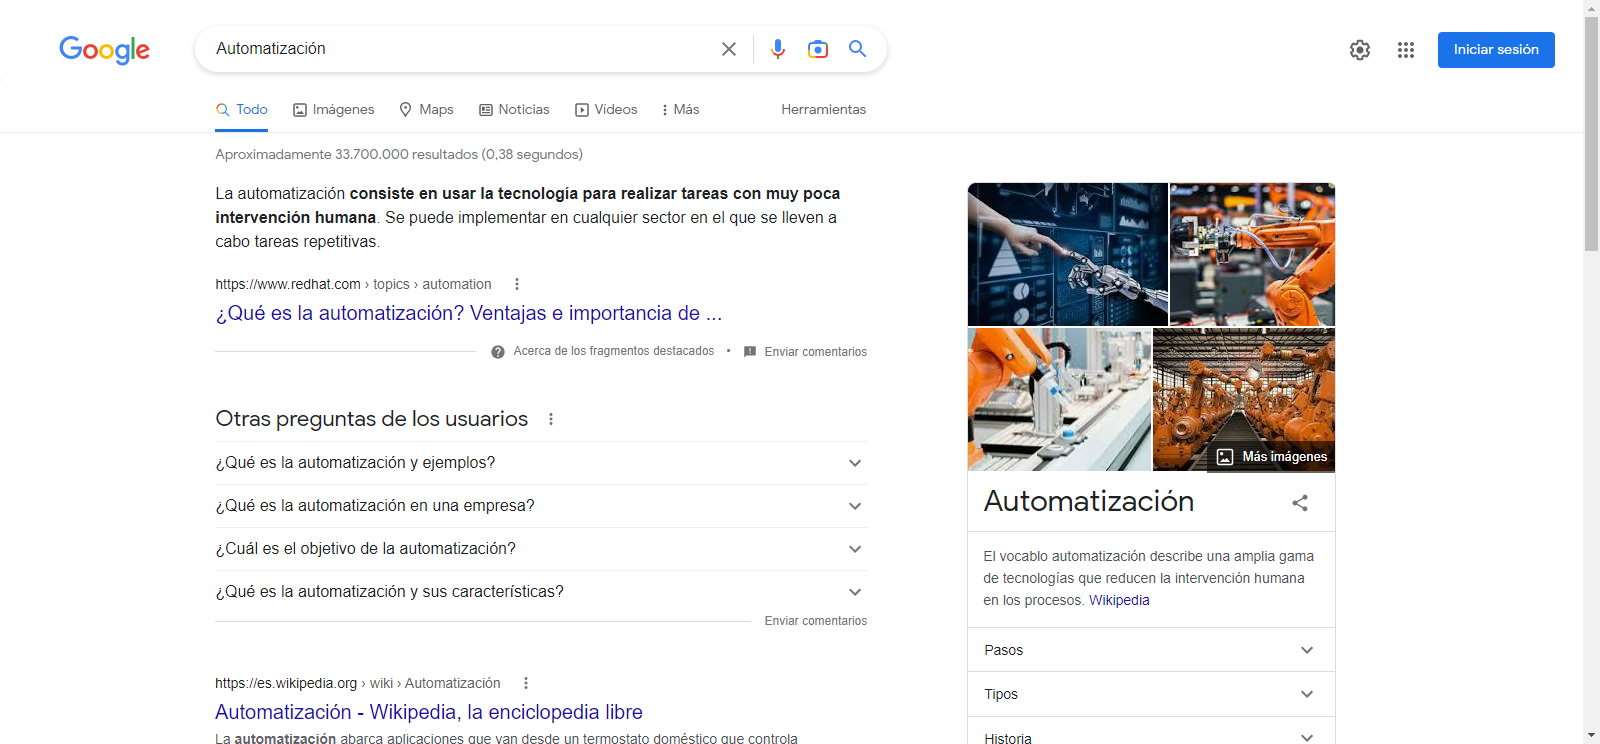 Google
Automatización
Iniciar sesión
Todo
Imágenes
Maps
Noticias
Vídeos
Más
Herramientas
Aproximadamente 33.700.000 resultados (0,38 segundos)
La automatización consiste en usar la tecnología para realizar tareas con muy poca
intervención humana. Se puede implementar en cualquier sector en el que se lleven a
cabo tareas repetitivas.
https://www.redhat.com › topics › automation
¿Qué es la automatización? Ventajas e importancia de ...
Acerca de los fragmentos destacados • Enviar comentarios
Otras preguntas de los usuarios
¿Qué es la automatización y ejemplos?
¿Qué es la automatización en una empresa?
¿Cuál es el objetivo de la automatización?
¿Qué es la automatización y sus características?
Enviar comentarios
https://es.wikipedia.org › wiki › Automatización
Automatización - Wikipedia, la enciclopedia libre
La automatización abarca aplicaciones que van desde un termostato doméstico que controla
Más imágenes
Automatización
El vocablo automatización describe una amplia gama
de tecnologías que reducen la intervención humana
en los procesos. Wikipedia
Pasos
Tipos
Historia